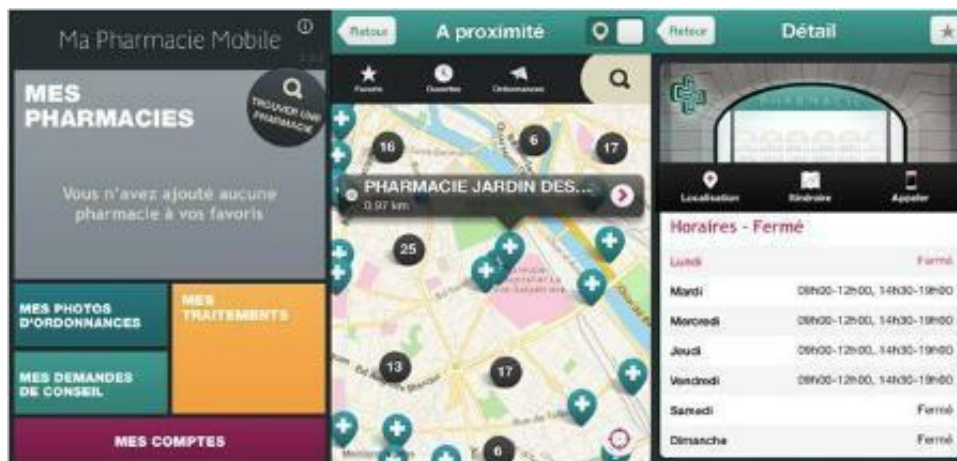 Ma Pharmacie Mobile
MES
PHARMACIES
TROUVER UNE
PHARMACIE
Vous n'avez ajouté aucune
pharmacie à vos favoris
MES PHOTOS
D'ORDONNANCES
MES
TRAITEMENTS
MES DEMANDES
DE CONSEIL
MES COMPTES
Retour
A proximité
Favoris
Ouvertes
Ordonnances
16
6
17
PHARMACIE JARDIN DES...
0.97 km
25
13
17
6
Retour
Détail
PHARMACIE
Localisation
Itinéraire
Appeler
Horaires - Fermé
Lundi Fermé
Mardi 09h00-12h00, 14h30-19h00
Mercredi 09h00-12h00, 14h30-19h00
Jeudi 09h00-12h00, 14h30-19h00
Vendredi 09h00-12h00, 14h30-19h00
Samedi Fermé
Dimanche Fermé